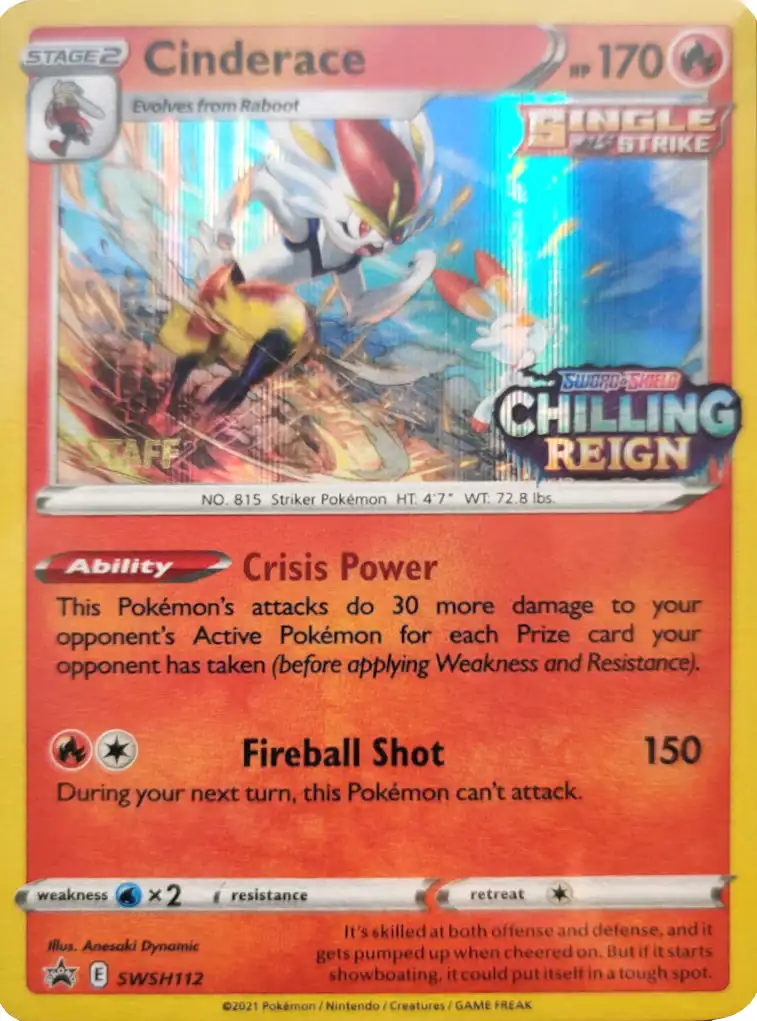 STAGE 2
Cinderace
HP 170
Evolves from Raboot
SINGLE
STRIKE
SWORD & SHIELD
CHILLING
REIGN
STAFF
NO. 815 Striker Pokémon HT: 4'7" WT: 72.8 lbs.
Ability Crisis Power
This Pokémon's attacks do 30 more damage to your
opponent's Active Pokémon for each Prize card your
opponent has taken (before applying Weakness and Resistance).
Fireball Shot 150
During your next turn, this Pokémon can't attack.
weakness ×2 resistance retreat
Illus. Anesaki Dynamic
It's skilled at both offense and defense, and it
gets pumped up when cheered on. But if it starts
showboating, it could put itself in a tough spot.
E SWSH112
©2021 Pokémon / Nintendo / Creatures / GAME FREAK